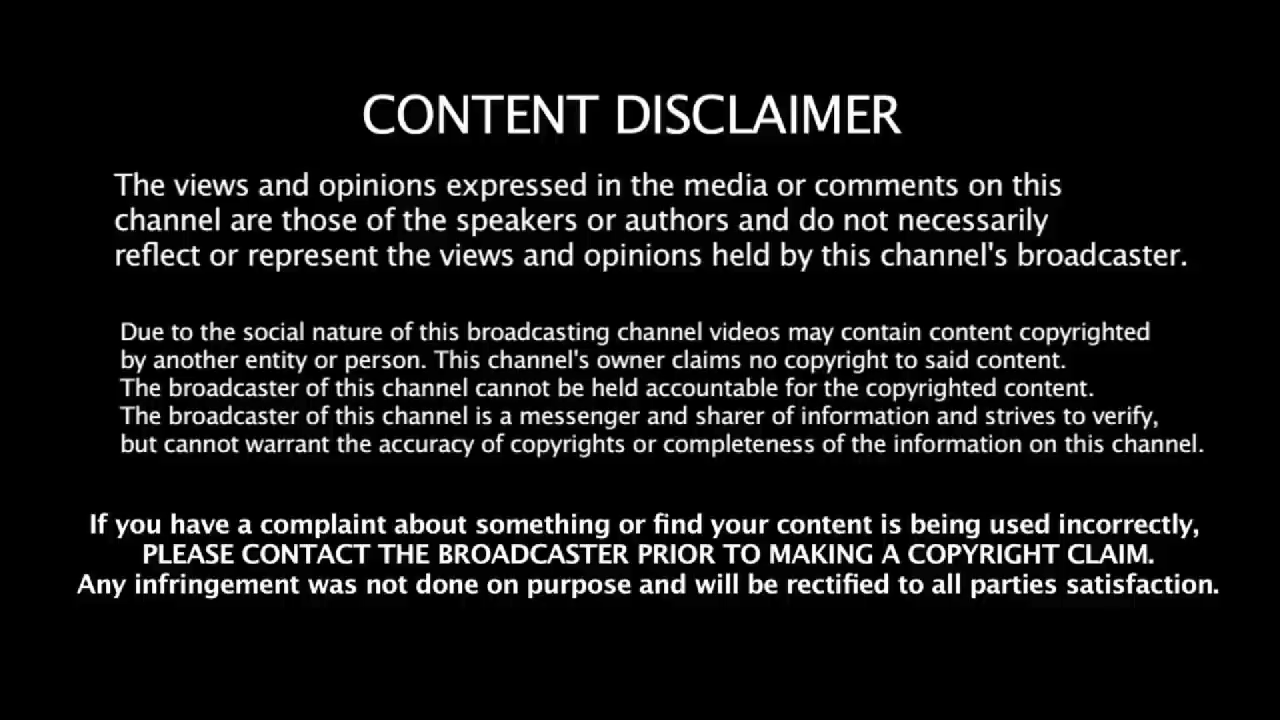 CONTENT DISCLAIMER
The views and opinions expressed in the media or comments on this
channel are those of the speakers or authors and do not necessarily
reflect or represent the views and opinions held by this channel's broadcaster.
Due to the social nature of this broadcasting channel videos may contain content copyrighted
by another entity or person. This channel's owner claims no copyright to said content.
The broadcaster of this channel cannot be held accountable for the copyrighted content.
The broadcaster of this channel is a messenger and sharer of information and strives to verify,
but cannot warrant the accuracy of copyrights or completeness of the information on this channel.
If you have a complaint about something or find your content is being used incorrectly,
PLEASE CONTACT THE BROADCASTER PRIOR TO MAKING A COPYRIGHT CLAIM.
Any infringement was not done on purpose and will be rectified to all parties satisfaction.